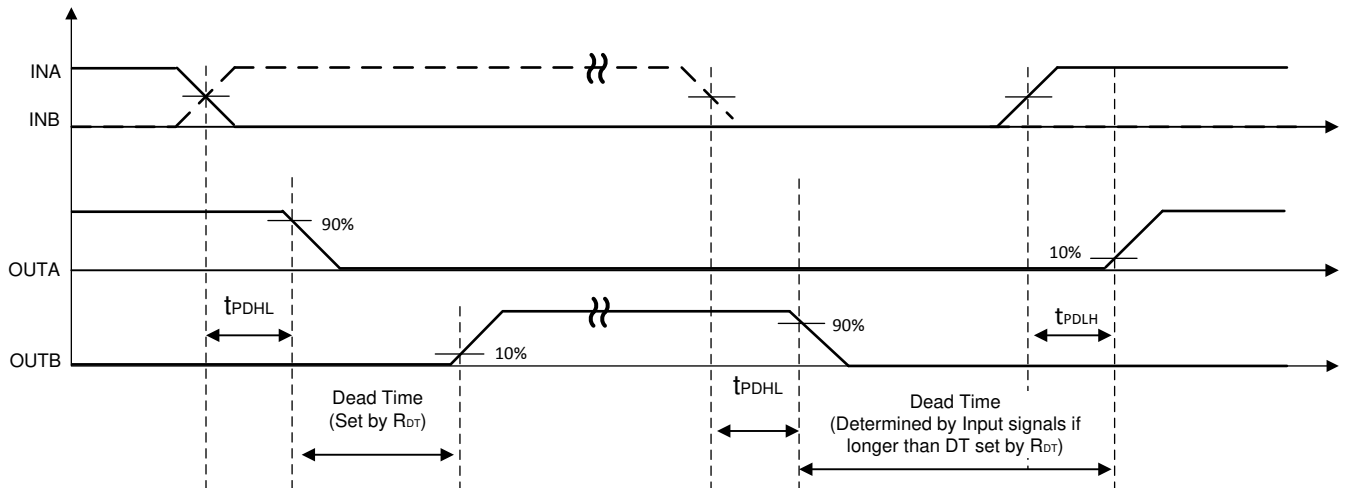 INA
INB
90%
10%
OUTA
tPDHL
tPDLH
90%
10%
OUTB
Dead Time
(Set by RDT)
tPDHL
Dead Time
(Determined by Input signals if
longer than DT set by RDT)